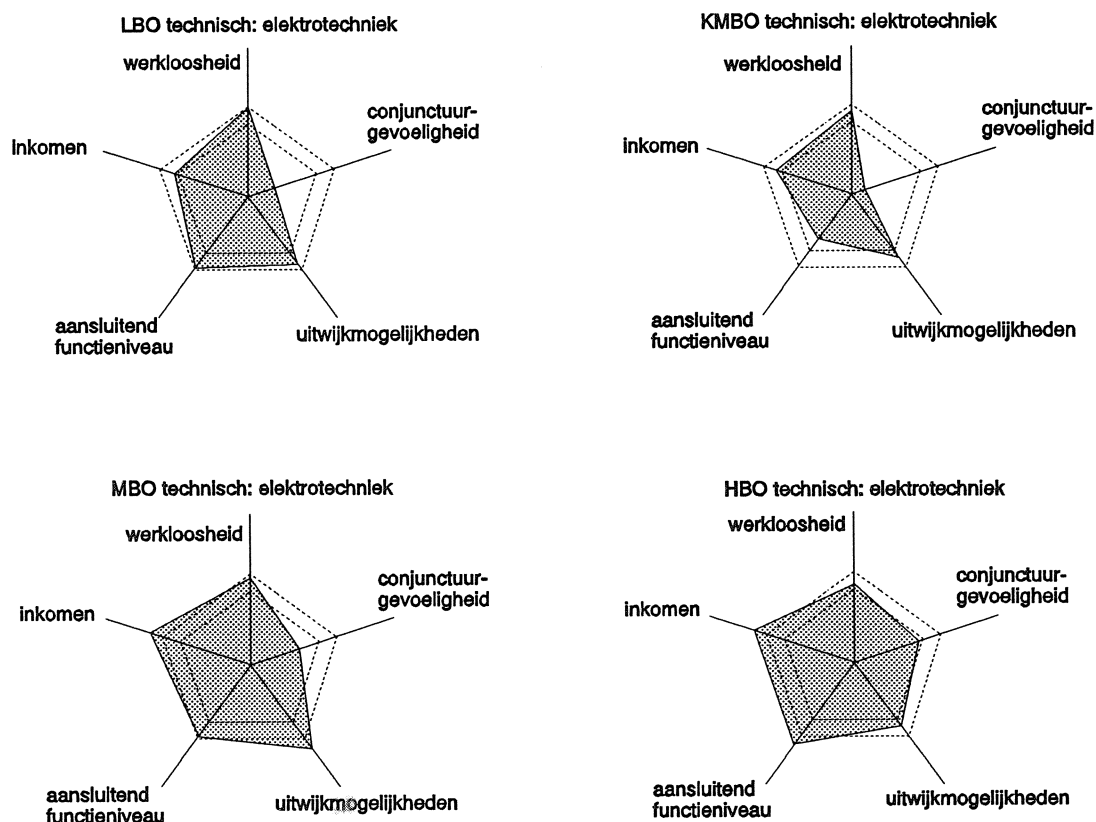 LBO technisch: elektrotechniek
werkloosheid
conjunctuur-
gevoeligheid
inkomen
aansluitend
functieniveau
uitwijkmogelijkheden
KMBO technisch: elektrotechniek
werkloosheid
conjunctuur-
gevoeligheid
inkomen
aansluitend
functieniveau
uitwijkmogelijkheden
MBO technisch: elektrotechniek
werkloosheid
conjunctuur-
gevoeligheid
inkomen
aansluitend
functieniveau
uitwijkmogelijkheden
HBO technisch: elektrotechniek
werkloosheid
conjunctuur-
gevoeligheid
inkomen
aansluitend
functieniveau
uitwijkmogelijkheden